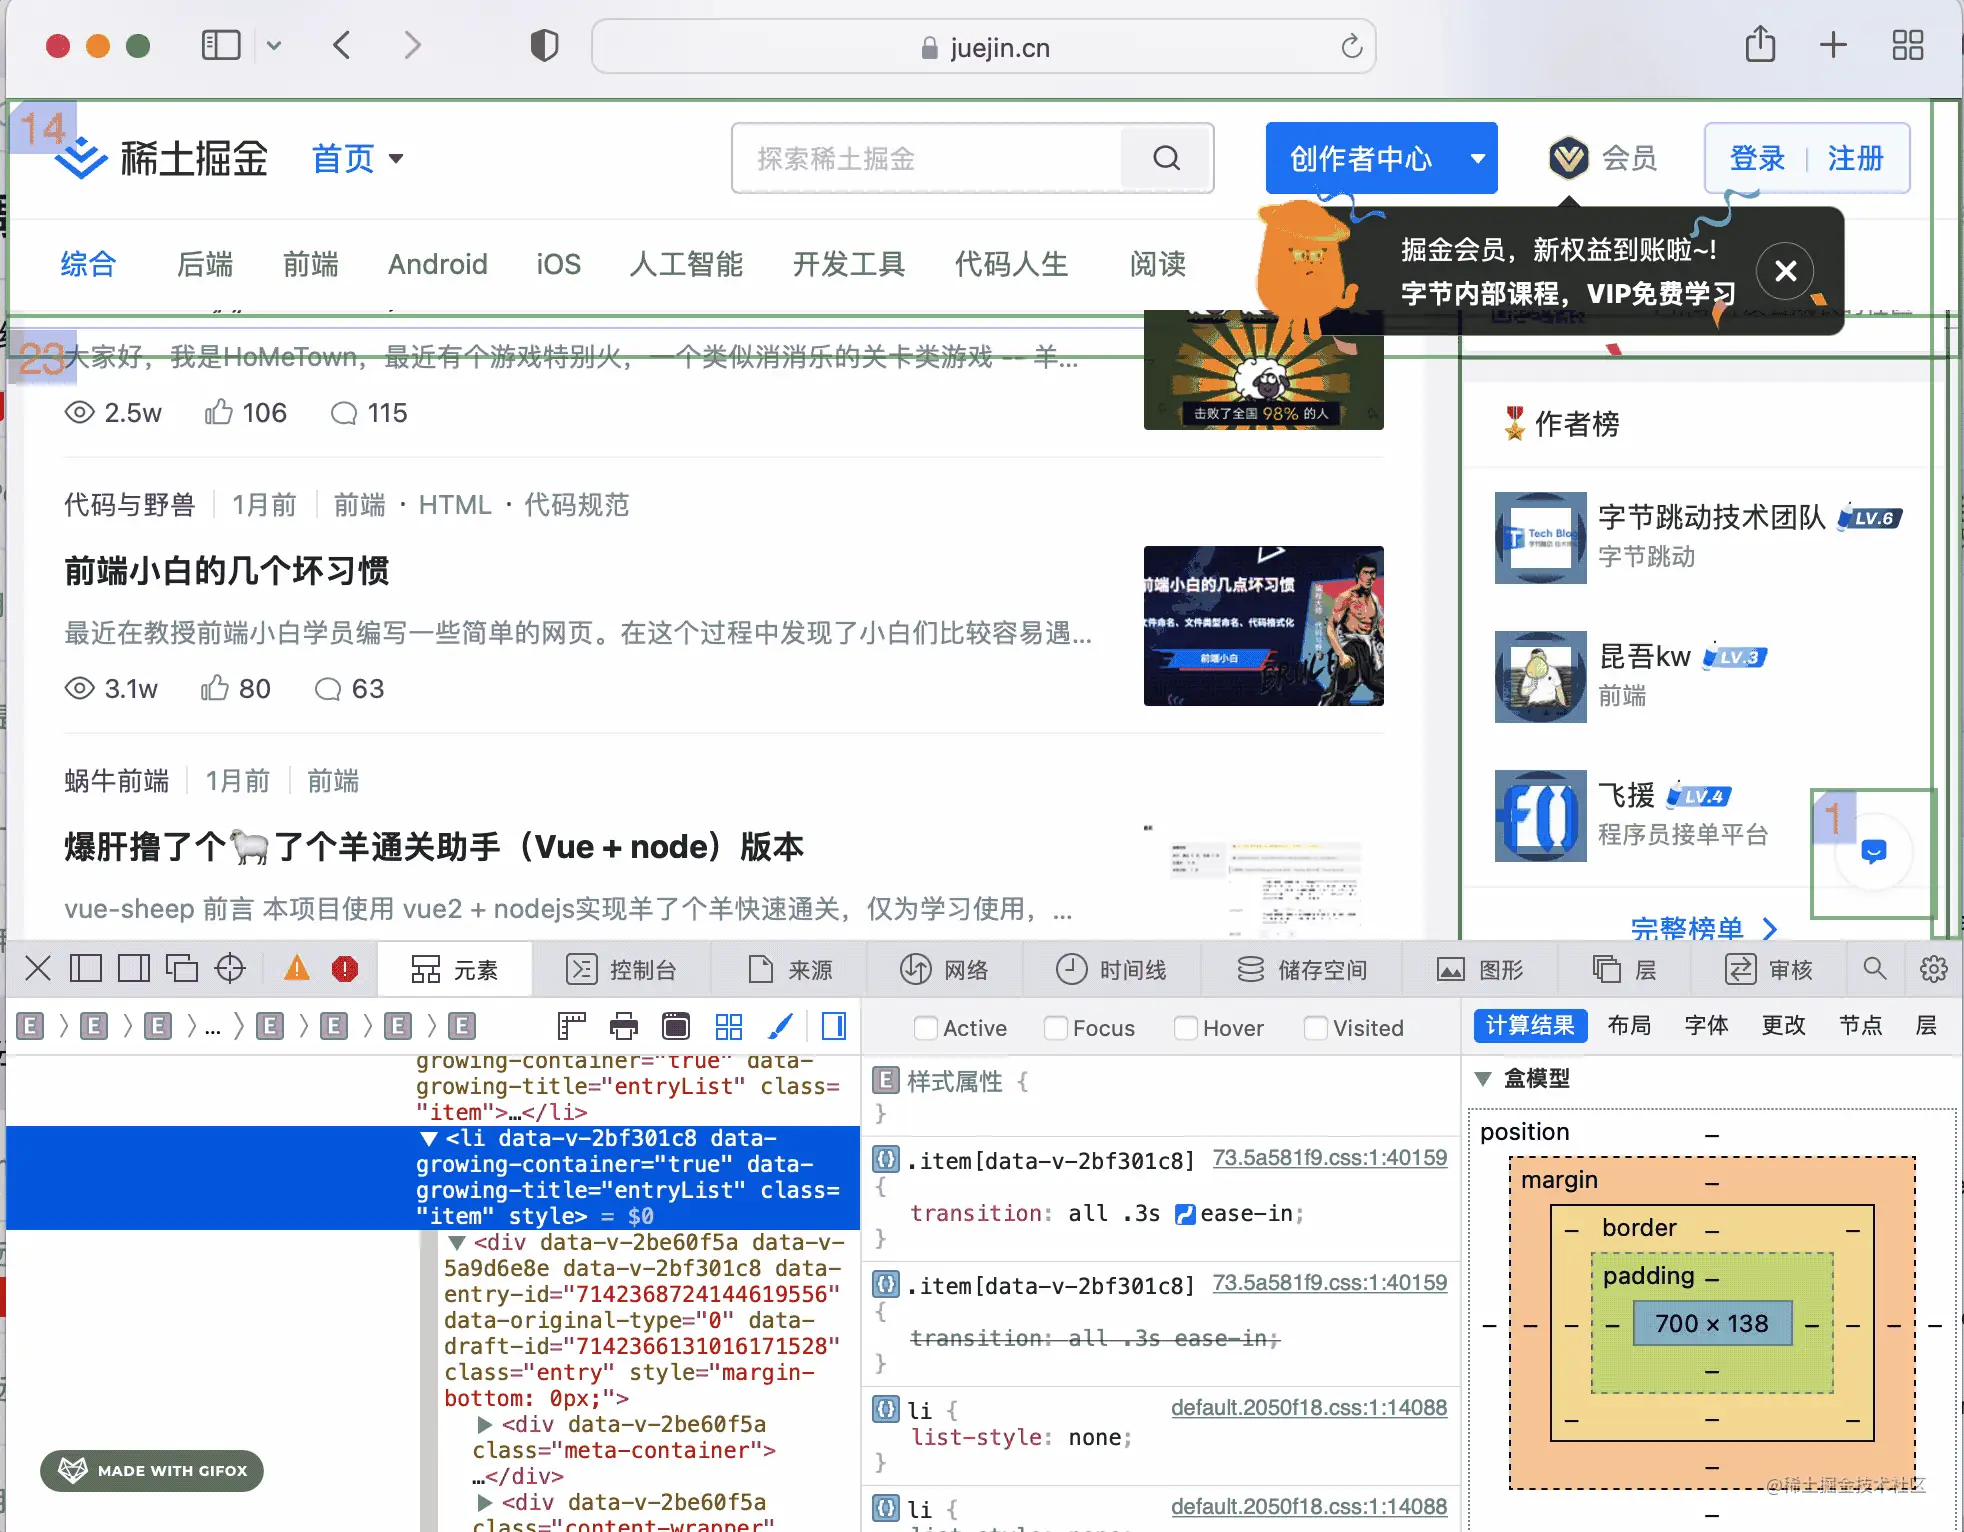 juejin.cn
14
稀土掘金
首页
探索稀土掘金
创作者中心
会员
登录
注册
综合
后端
前端
Android
iOS
人工智能
开发工具
代码人生
阅读
掘金会员，新权益到账啦~!
字节内部课程，VIP免费学习
23
大家好，我是HoMeTown，最近有个游戏特别火，一个类似消消乐的关卡类游戏 -- 羊...
击败了全国 98% 的人
2.5w
106
115
代码与野兽
1月前
前端 · HTML · 代码规范
前端小白的几个坏习惯
最近在教授前端小白学员编写一些简单的网页。在这个过程中发现了小白们比较容易遇...
3.1w
80
63
前端小白的几点坏习惯
文件命名、文件类型命名、代码格式化
前端小白
蜗牛前端
1月前
前端
爆肝撸了个🐑了个羊通关助手（Vue + node）版本
vue-sheep 前言 本项目使用 vue2 + nodejs实现羊了个羊快速通关，仅为学习使用，...
作者榜
Tech Blog
字节跳动技术团队
LV.6
字节跳动
昆吾kw
LV.3
前端
飞援
LV.4
程序员接单平台
1
完整榜单
元素
控制台
来源
网络
时间线
储存空间
图形
层
审核
E
E
E
...
E
E
E
E
Active
Focus
Hover
Visited
计算结果
布局
字体
更改
节点
层
growing-container="true" data-
growing-title="entryList" class=
"item">…</li>
<li data-v-2bf301c8 data-
growing-container="true" data-
growing-title="entryList" class=
"item" style> = $0
<div data-v-2be60f5a data-v-
5a9d6e8e data-v-2bf301c8 data-
entry-id="7142368724144619556"
data-original-type="0" data-
draft-id="7142366131016171528"
class="entry" style="margin-
bottom: 0px;">
<div data-v-2be60f5a
class="meta-container">
…</div>
<div data-v-2be60f5a
class="content-wrapper"
MADE WITH GIFOX
E 样式属性 {
}
.item[data-v-2bf301c8] 73.5a581f9.css:1:40159
{
transition: all .3s ease-in;
}
.item[data-v-2bf301c8] 73.5a581f9.css:1:40159
{
transition: all .3s ease-in;
}
li { default.2050f18.css:1:14088
list-style: none;
}
li { default.2050f18.css:1:14088
list-style: none;
盒模型
position
margin
border
padding
700 × 138
@稀土掘金技术社区